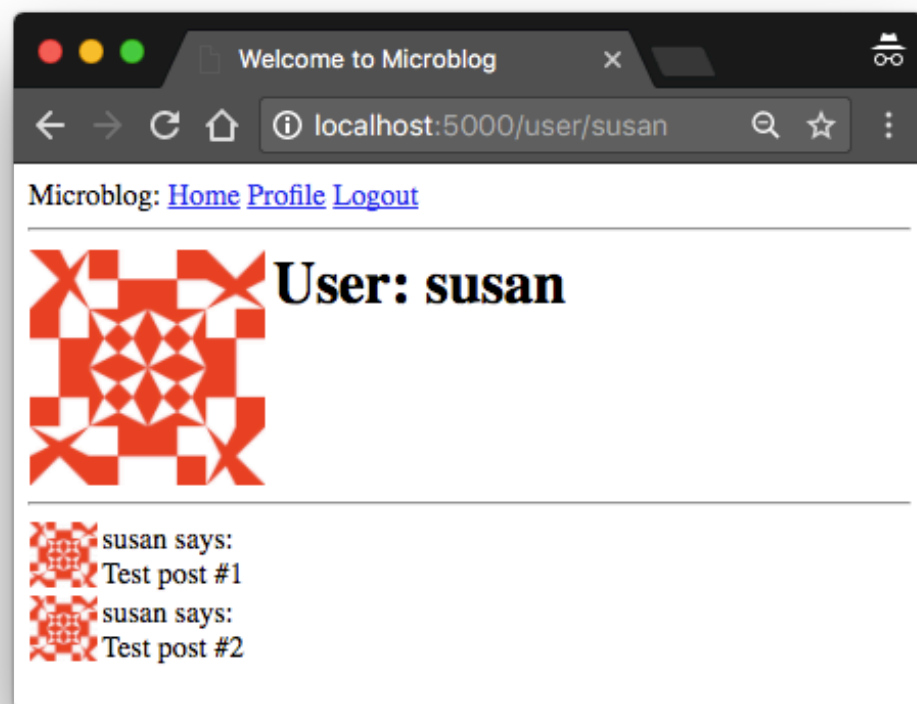 Welcome to Microblog
localhost:5000/user/susan
Microblog: Home Profile Logout
User: susan
susan says:
Test post #1
susan says:
Test post #2